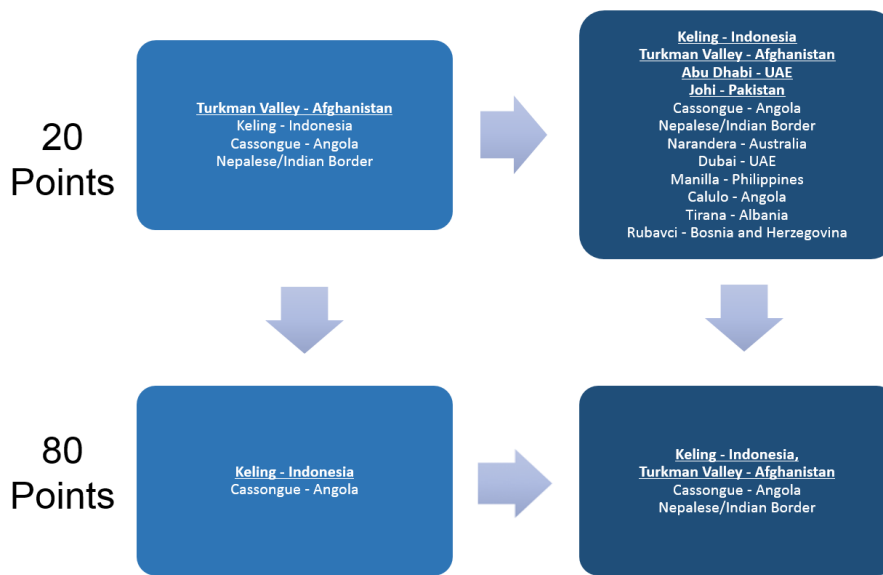 20
Points
Turkman Valley - Afghanistan
Keling - Indonesia
Cassongue - Angola
Nepalese/Indian Border
Keling - Indonesia
Turkman Valley - Afghanistan
Abu Dhabi - UAE
Johi - Pakistan
Cassongue - Angola
Nepalese/Indian Border
Narandera - Australia
Dubai - UAE
Manilla - Philippines
Calulo - Angola
Tirana - Albania
Rubavci - Bosnia and Herzegovina
80
Points
Keling - Indonesia
Cassongue - Angola
Keling - Indonesia,
Turkman Valley - Afghanistan
Cassongue - Angola
Nepalese/Indian Border